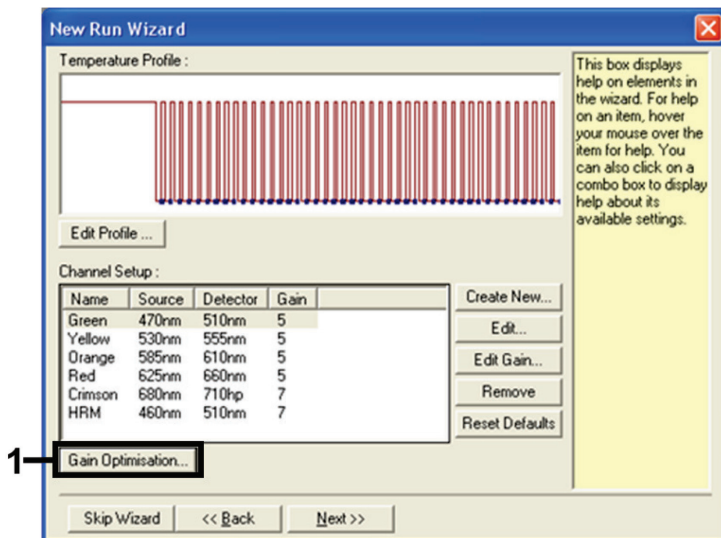 New Run Wizard
Temperature Profile :
Edit Profile ...
Channel Setup :
Name Source Detector Gain
Green 470nm 510nm 5
Yellow 530nm 555nm 5
Orange 585nm 610nm 5
Red 625nm 660nm 5
Crimson 680nm 710hp 7
HRM 460nm 510nm 7
Create New...
Edit...
Edit Gain...
Remove
Reset Defaults
1
Gain Optimisation...
Skip Wizard
<< Back
Next >>
This box displays
help on elements in
the wizard. For help
on an item, hover
your mouse over the
item for help. You
can also click on a
combo box to display
help about its
available settings.